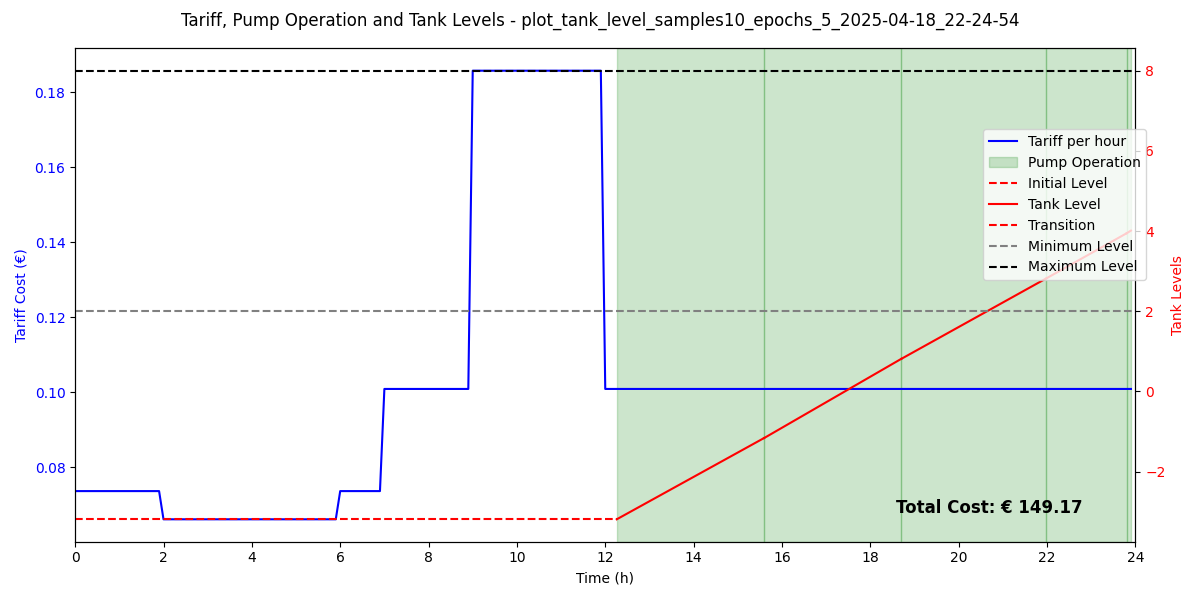 Tariff, Pump Operation and Tank Levels - plot_tank_level_samples10_epochs_5_2025-04-18_22-24-54
0.18
0.16
0.14
0.12
0.10
0.08
Tariff Cost (€)
8
6
4
2
0
−2
Tank Levels
Tariff per hour
Pump Operation
Initial Level
Tank Level
Transition
Minimum Level
Maximum Level
Total Cost: € 149.17
0 2 4 6 8 10 12 14 16 18 20 22 24
Time (h)